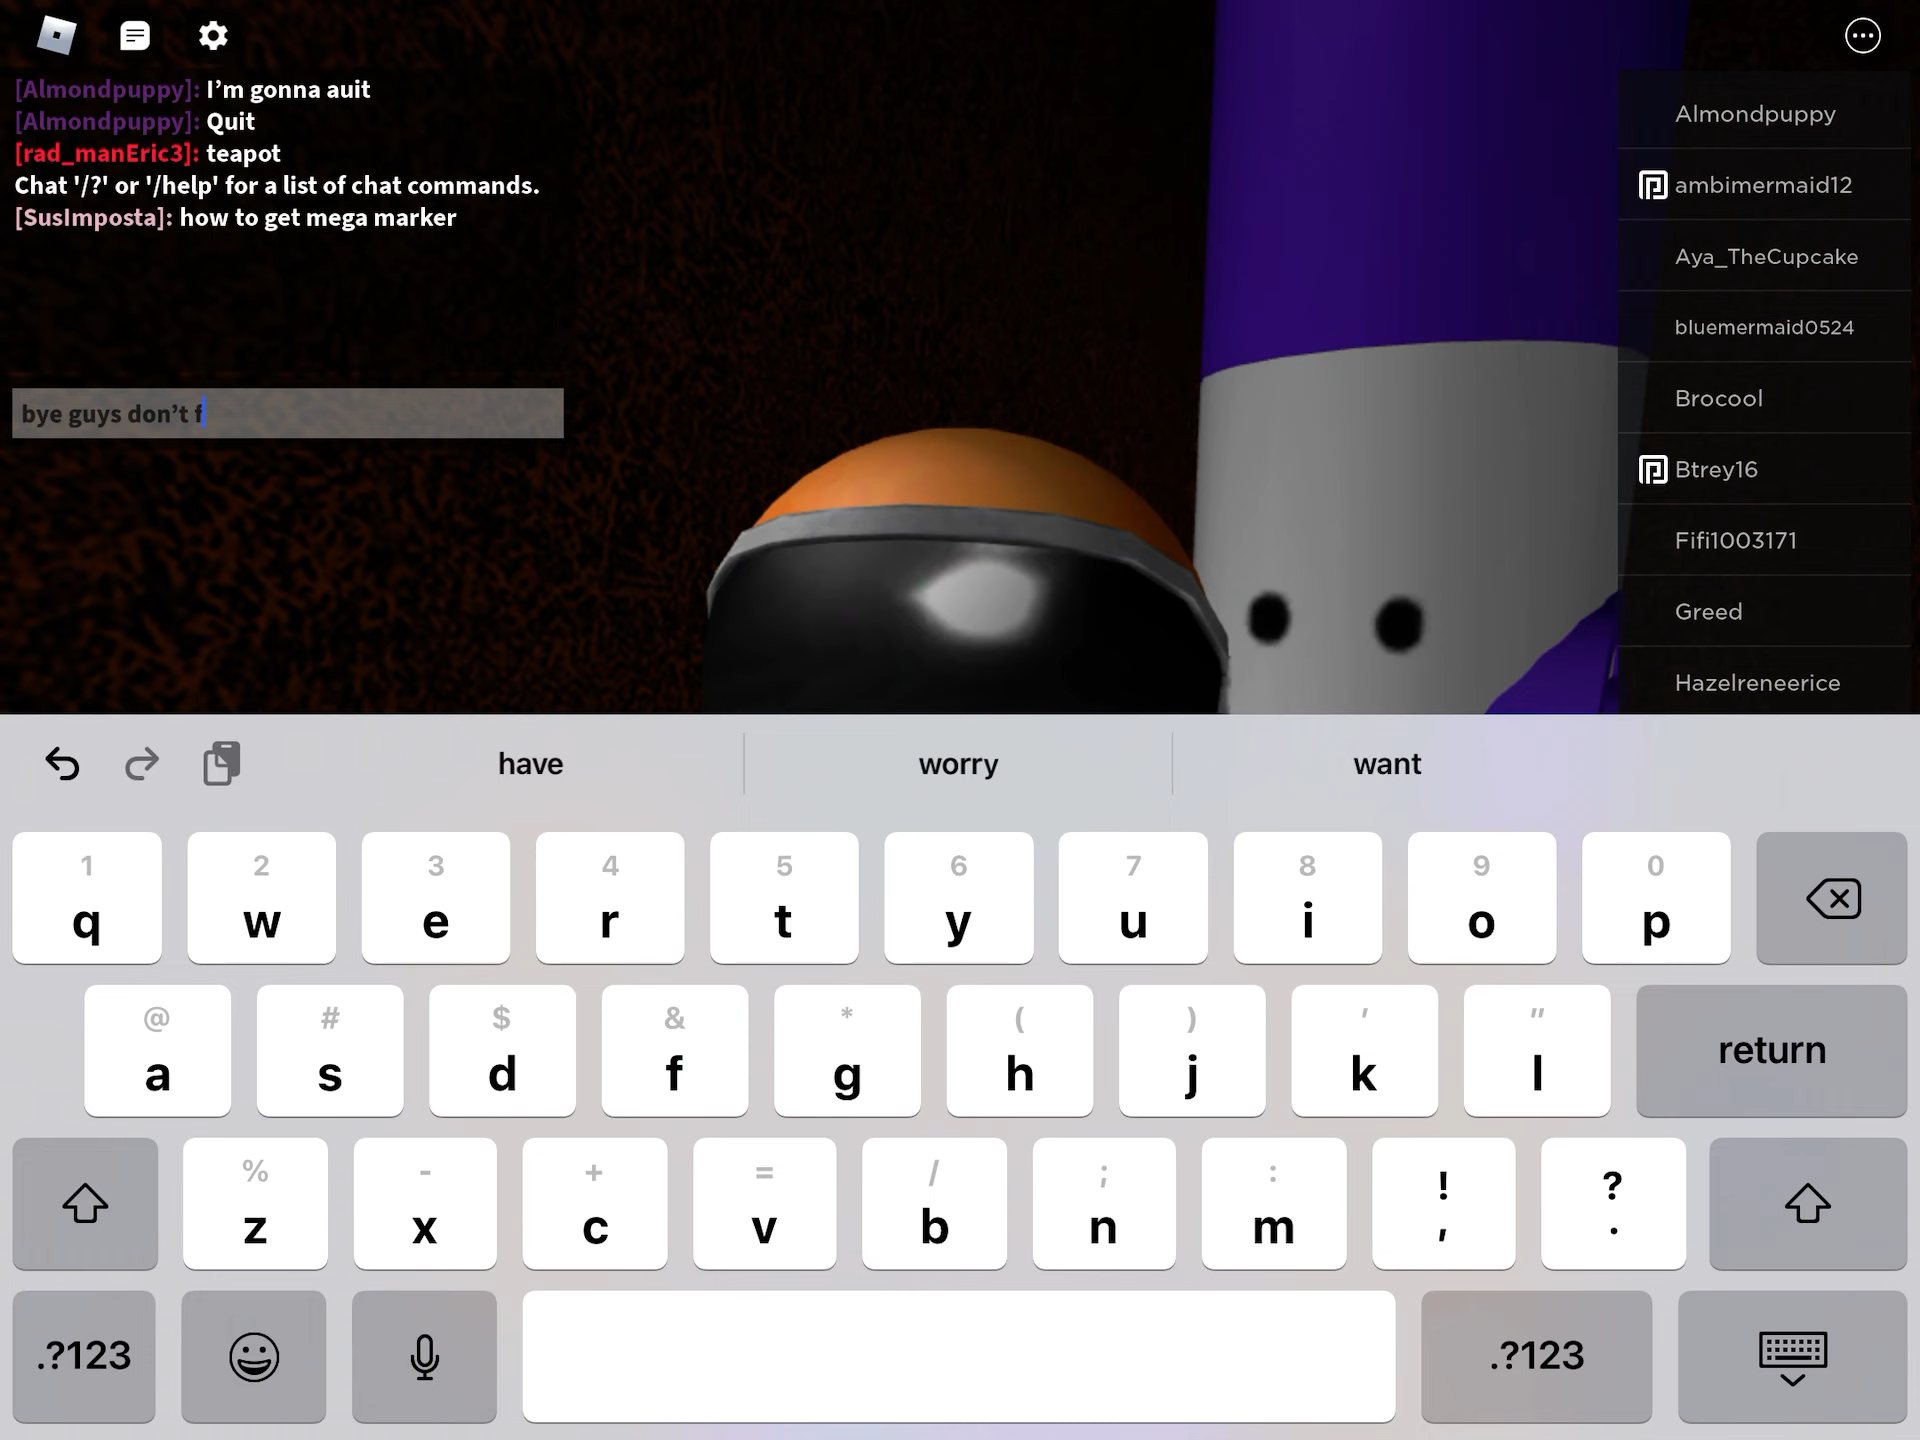 [Almondpuppy]: I’m gonna auit
[Almondpuppy]: Quit
[rad_manEric3]: teapot
Chat '/?' or '/help' for a list of chat commands.
[SusImposta]: how to get mega marker
bye guys don’t f
Almondpuppy
ambimermaid12
Aya_TheCupcake
bluemermaid0524
Brocool
Btrey16
Fifi1003171
Greed
Hazelreneerice
have worry want
1 2 3 4 5 6 7 8 9 0
q w e r t y u i o p
@ # $ & * ( ) ' "
a s d f g h j k l return
% - + = / ; : ! ?
z x c v b n m , .
.?123 .?123